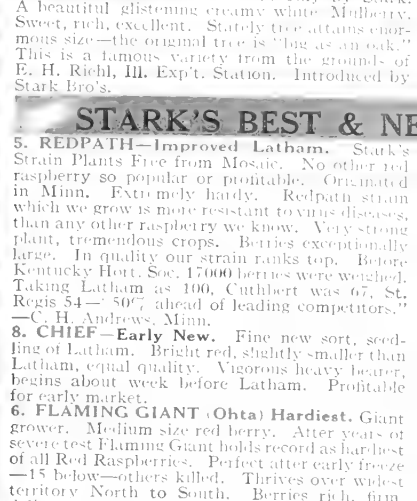 A beautiful glistening creamy white Mulberry.
Sweet, rich, excellent. Stately tree attains enor-
mous size—the original tree is "big as an oak."
This is a famous variety from the grounds of
E. H. Riehl, Ill. Exp't. Station. Introduced by
Stark Bro's.
STARK'S BEST & NE
5. REDPATH—Improved Latham. Stark's
Strain Plants Free from Mosaic. No other red
raspberry so popular or profitable. Originated
in Minn. Extremely hardy. Redpath strain
which we grow is more resistant to virus diseases,
than any other raspberry we know. Very strong
plant, tremendous crops. Berries exceptionally
large. In quality our strain ranks top. Before
Kentucky Hort. Soc. 17000 berries were weighed.
Taking Latham as 100, Cuthbert was 67, St.
Regis 54—"50% ahead of leading competitors."
—C. H. Andrews, Minn.
8. CHIEF—Early New. Fine new sort, seed-
ling of Latham. Bright red, slightly smaller than
Latham, equal quality. Vigorous heavy bearer,
begins about week before Latham. Profitable
for early market.
6. FLAMING GIANT (Ohta) Hardiest. Giant
grower. Medium size red berry. After years of
severe test Flaming Giant holds record as hardiest
of all Red Raspberries. Perfect after early freeze
—15 below—others killed. Thrives over widest
territory North to South. Berries rich, firm